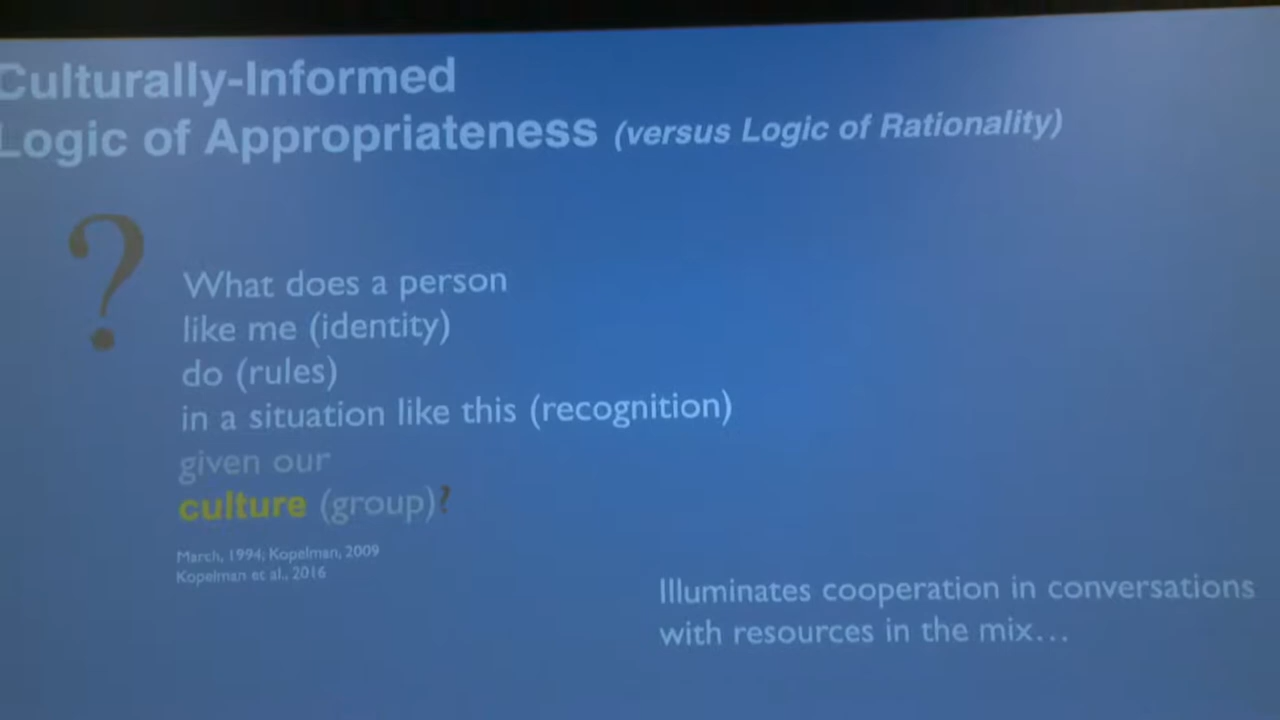 Culturally-Informed
Logic of Appropriateness (versus Logic of Rationality)
?
What does a person
like me (identity)
do (rules)
in a situation like this (recognition)
given our
culture (group)?
March, 1994; Kopelman, 2009
Kopelman et al., 2016
Illuminates cooperation in conversations
with resources in the mix...